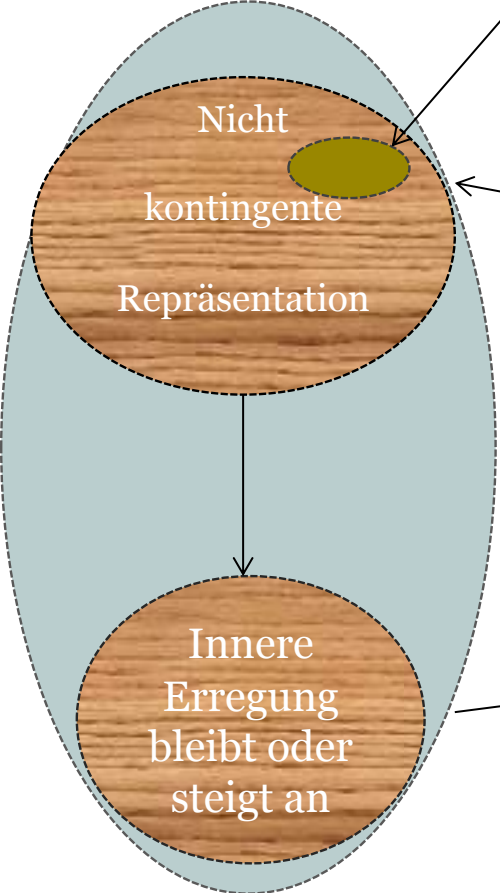 Nicht
kontingente
Repräsentation
Innere
Erregung
bleibt oder
steigt an